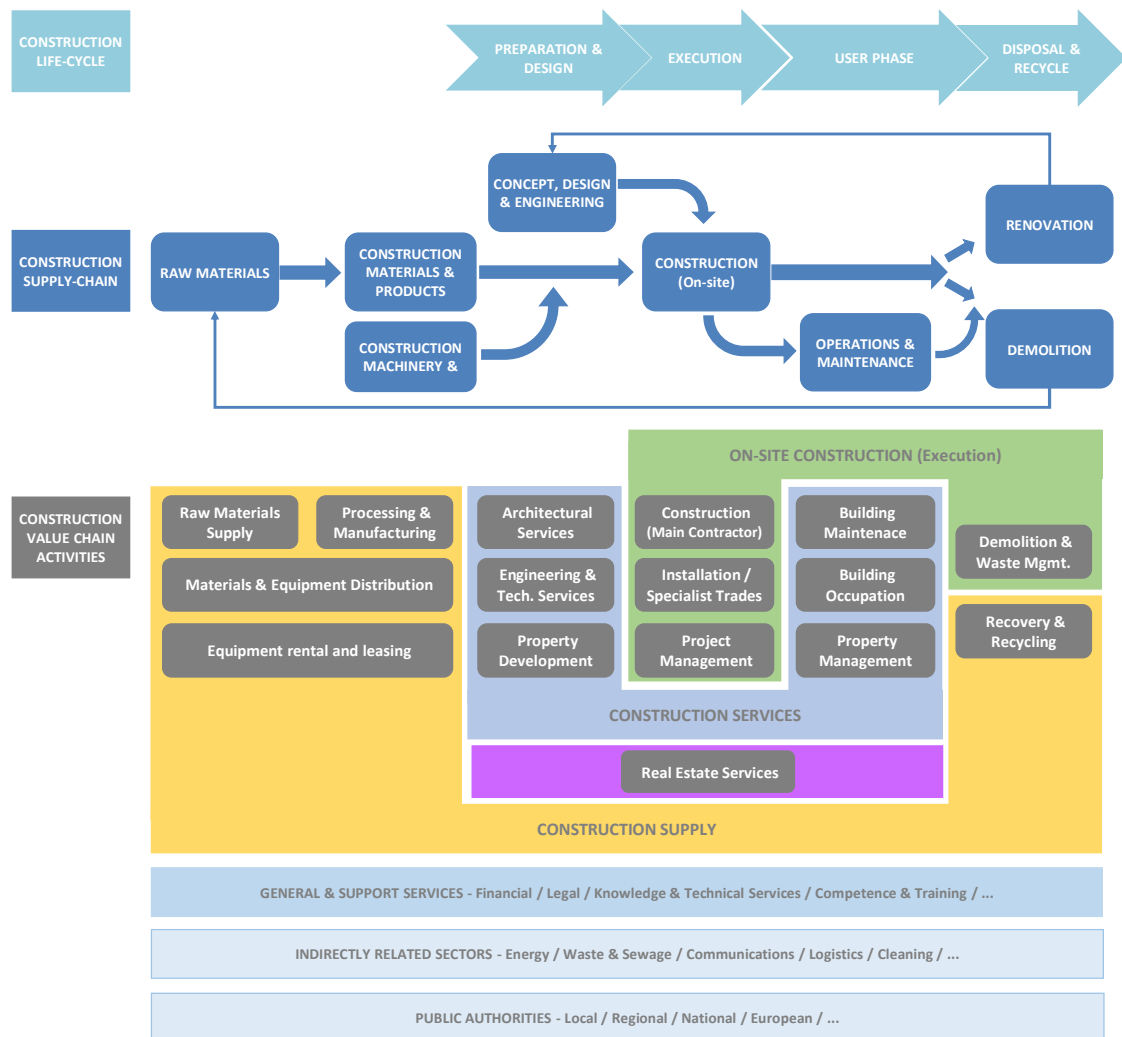 CONSTRUCTION
LIFE-CYCLE
PREPARATION &
DESIGN
EXECUTION
USER PHASE
DISPOSAL &
RECYCLE
CONSTRUCTION
SUPPLY-CHAIN
RAW MATERIALS
CONSTRUCTION
MATERIALS &
PRODUCTS
CONSTRUCTION
MACHINERY &
CONCEPT, DESIGN
& ENGINEERING
CONSTRUCTION
(On-site)
OPERATIONS &
MAINTENANCE
RENOVATION
DEMOLITION
CONSTRUCTION
VALUE CHAIN
ACTIVITIES
ON-SITE CONSTRUCTION (Execution)
Raw Materials
Supply
Processing &
Manufacturing
Materials & Equipment Distribution
Equipment rental and leasing
Architectural
Services
Engineering &
Tech. Services
Property
Development
Construction
(Main Contractor)
Installation /
Specialist Trades
Project
Management
Building
Maintenace
Building
Occupation
Property
Management
Demolition &
Waste Mgmt.
Recovery &
Recycling
CONSTRUCTION SERVICES
Real Estate Services
CONSTRUCTION SUPPLY
GENERAL & SUPPORT SERVICES - Financial / Legal / Knowledge & Technical Services / Competence & Training / ...
INDIRECTLY RELATED SECTORS - Energy / Waste & Sewage / Communications / Logistics / Cleaning / ...
PUBLIC AUTHORITIES - Local / Regional / National / European / ...